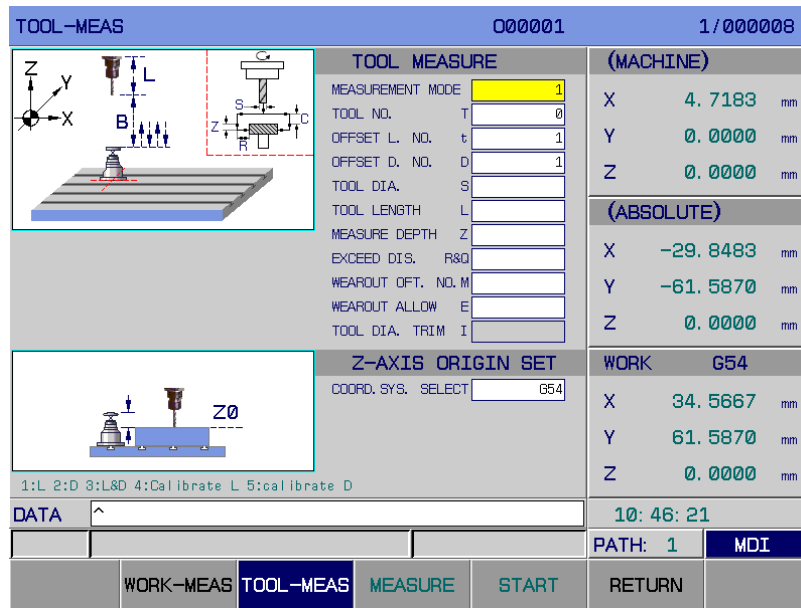 TOOL-MEAS O00001 1/000008
Z
Y
X
L
B
S
Z
C
R
TOOL MEASURE
MEASUREMENT MODE 1
TOOL NO. T 0
OFFSET L. NO. t 1
OFFSET D. NO. D 1
TOOL DIA. S
TOOL LENGTH L
MEASURE DEPTH Z
EXCEED DIS. R&Q
WEAROUT OFT. NO. M
WEAROUT ALLOW E
TOOL DIA. TRIM I
(MACHINE)
X 4.7183 mm
Y 0.0000 mm
Z 0.0000 mm
(ABSOLUTE)
X -29.8483 mm
Y -61.5870 mm
Z 0.0000 mm
Z0
Z-AXIS ORIGIN SET
COORD. SYS. SELECT G54
WORK G54
X 34.5667 mm
Y 61.5870 mm
Z 0.0000 mm
1:L 2:D 3:L&D 4:Calibrate L 5:calibrate D
DATA ^
10:46:21
PATH: 1 MDI
WORK-MEAS TOOL-MEAS MEASURE START RETURN